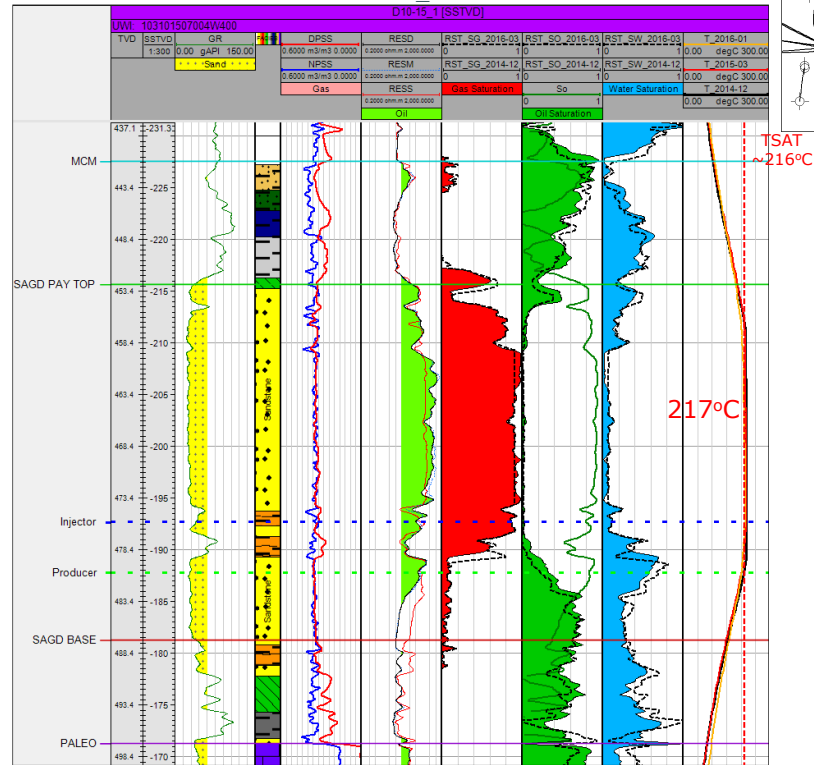 D10-15_1 [SSTVD]
UWI: 103101507004W400
TVD SSTVD GR DPSS RESD RST_SG_2016-03 RST_SO_2016-03 RST_SW_2016-03 T_2016-01
1:300 0.00 gAPI 150.00 0.6000 m3/m3 0.0000 0.2000 ohm.m 2,000.0000 0 1 0 1 0 1 0.00 degC 300.00
Sand NPSS RESM RST_SG_2014-12 RST_SO_2014-12 RST_SW_2014-12 T_2015-03
0.6000 m3/m3 0.0000 0.2000 ohm.m 2,000.0000 0 1 0 1 0 1 0.00 degC 300.00
Gas RESS Gas Saturation So Water Saturation T_2014-12
0.2000 ohm.m 2,000.0000 0 1 0.00 degC 300.00
Oil Oil Saturation
437.1 -231.3
TSAT
~216ºC
MCM
443.4 -225
448.4 -220
SAGD PAY TOP
453.4 -215
458.4 -210
463.4 -205
Sandstone
217ºC
468.4 -200
473.4 -195
Injector
478.4 -190
Producer
483.4 -185
Sandstone
SAGD BASE
488.4 -180
493.4 -175
PALEO
498.4 -170